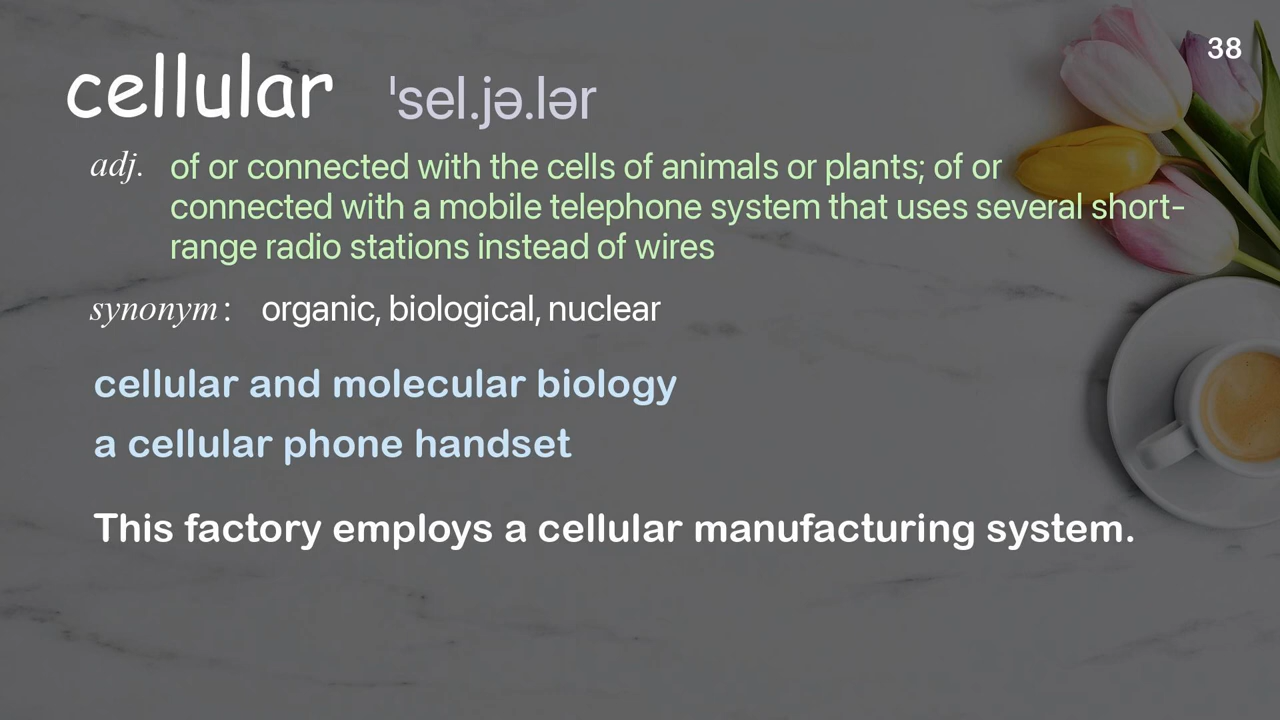 38
cellular ˈsel.jə.lər
adj. of or connected with the cells of animals or plants; of or
connected with a mobile telephone system that uses several short-
range radio stations instead of wires
synonym: organic, biological, nuclear
cellular and molecular biology
a cellular phone handset
This factory employs a cellular manufacturing system.